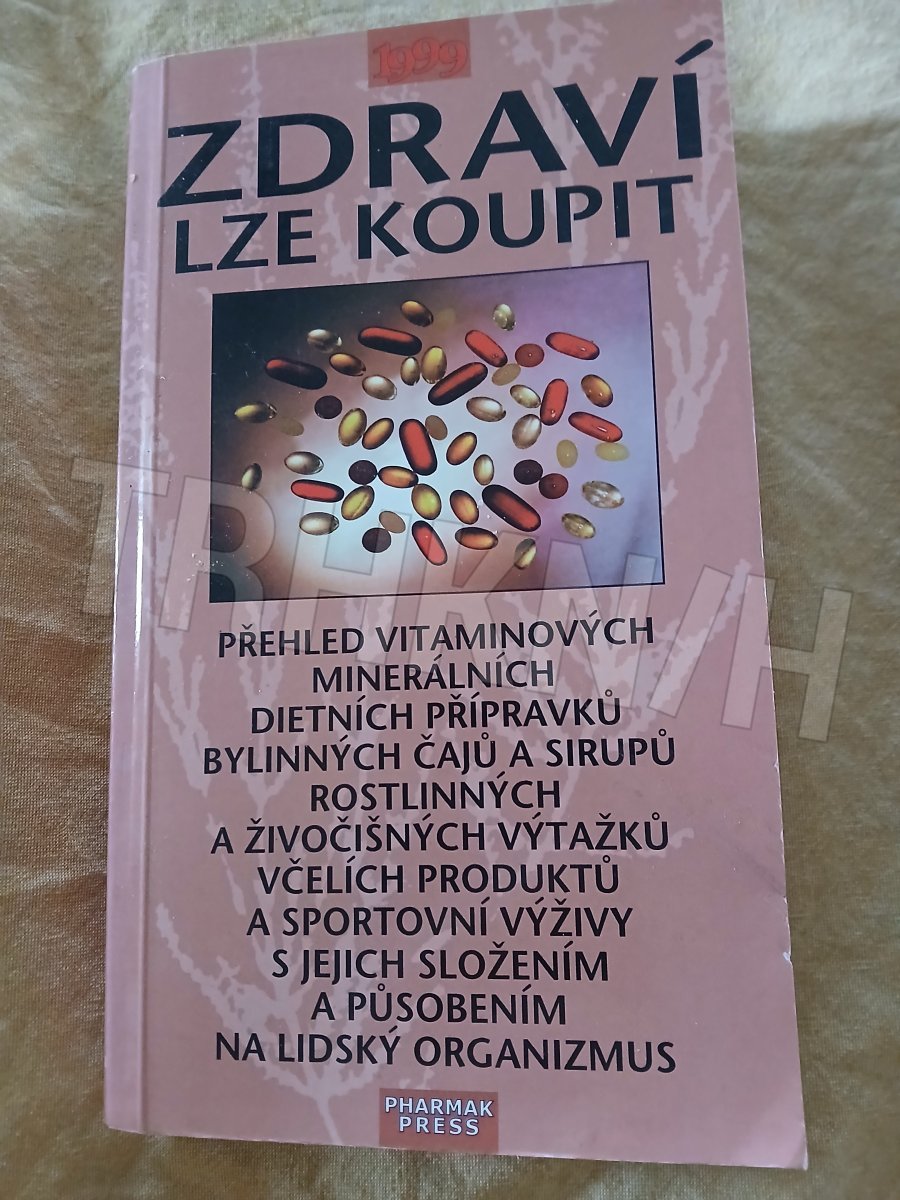 1999
ZDRAVÍ
LZE KOUPIT
PŘEHLED VITAMINOVÝCH
MINERÁLNÍCH
DIETNÍCH PŘÍPRAVKŮ
BYLINNÝCH ČAJŮ A SIRUPŮ
ROSTLINNÝCH
A ŽIVOČIŠNÝCH VÝTAŽKŮ
VČELÍCH PRODUKTŮ
A SPORTOVNÍ VÝŽIVY
S JEJICH SLOŽENÍM
A PŮSOBENÍM
NA LIDSKÝ ORGANIZMUS
PHARMAK
PRESS